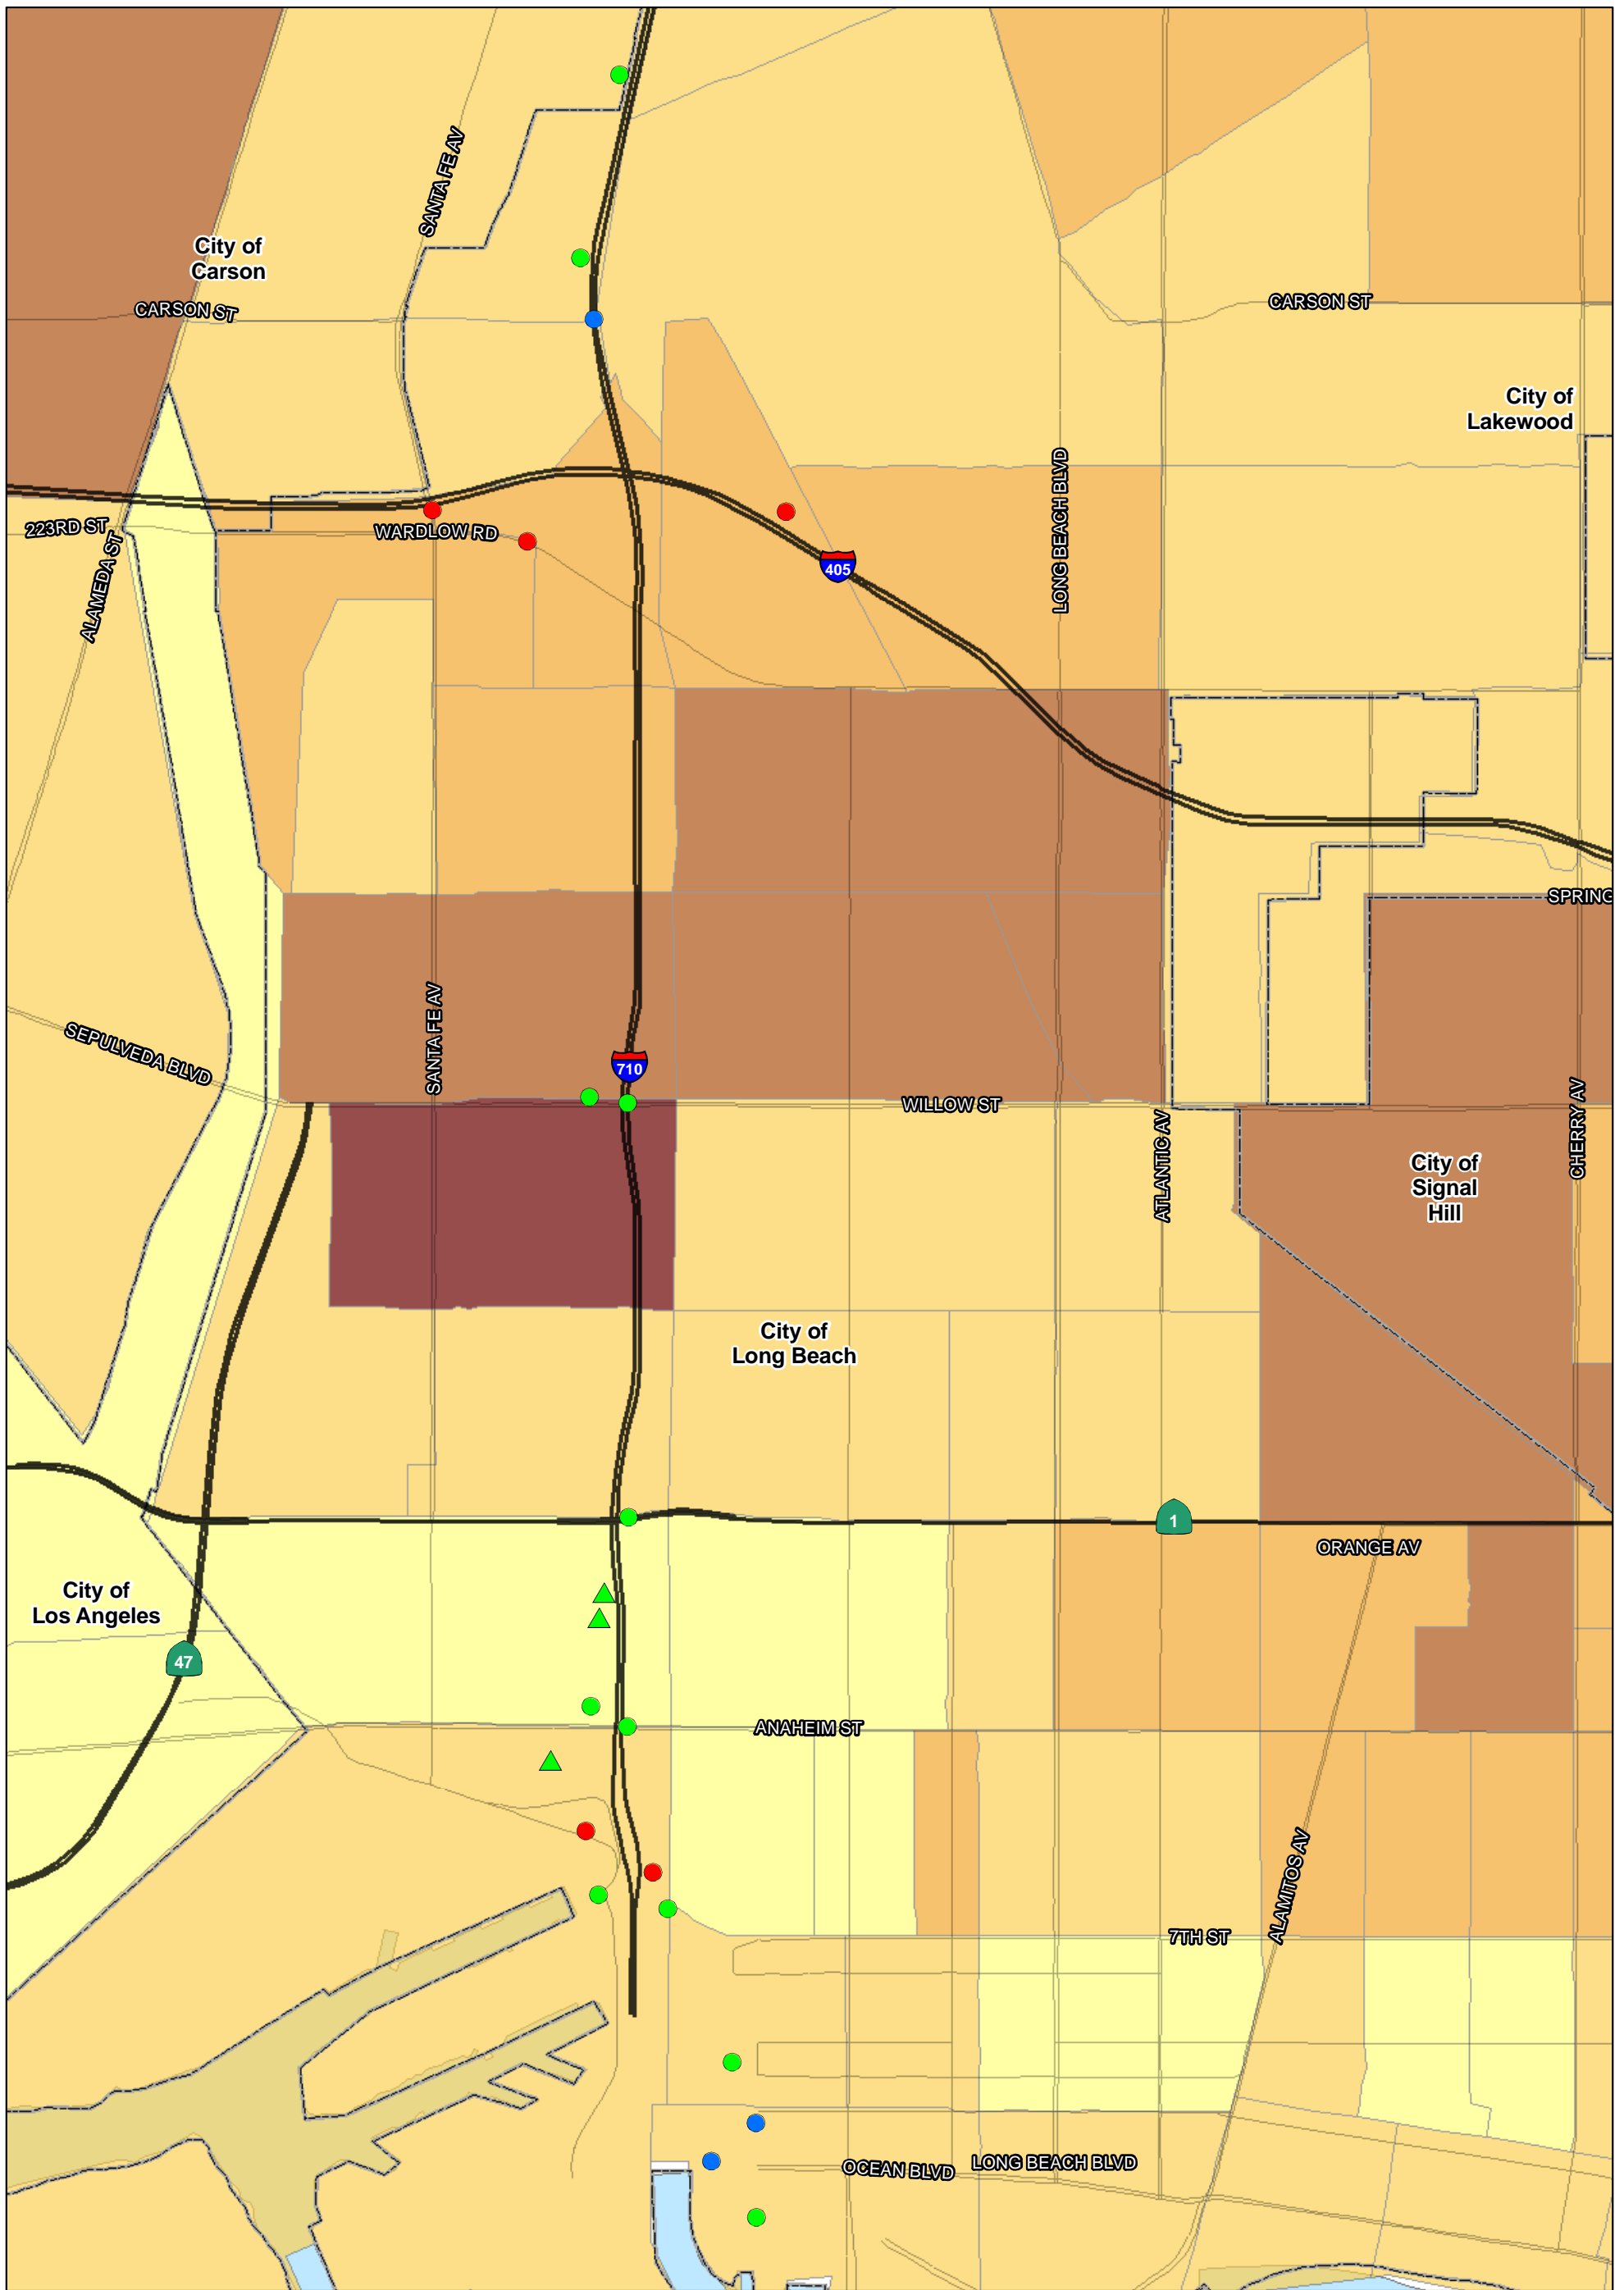 SANTA FE AV
City of
Carson
CARSON ST
CARSON ST
City of
Lakewood
223RD ST
WARDLOW RD
ALAMEDA ST
405
LONG BEACH BLVD
SPRING
SEPULVEDA BLVD
SANTA FE AV
710
WILLOW ST
ATLANTIC AV
CHERRY AV
City of
Signal
Hill
City of
Long Beach
1
ORANGE AV
City of
Los Angeles
47
ANAHEIM ST
ALAMITOS AV
7TH ST
OCEAN BLVD
LONG BEACH BLVD